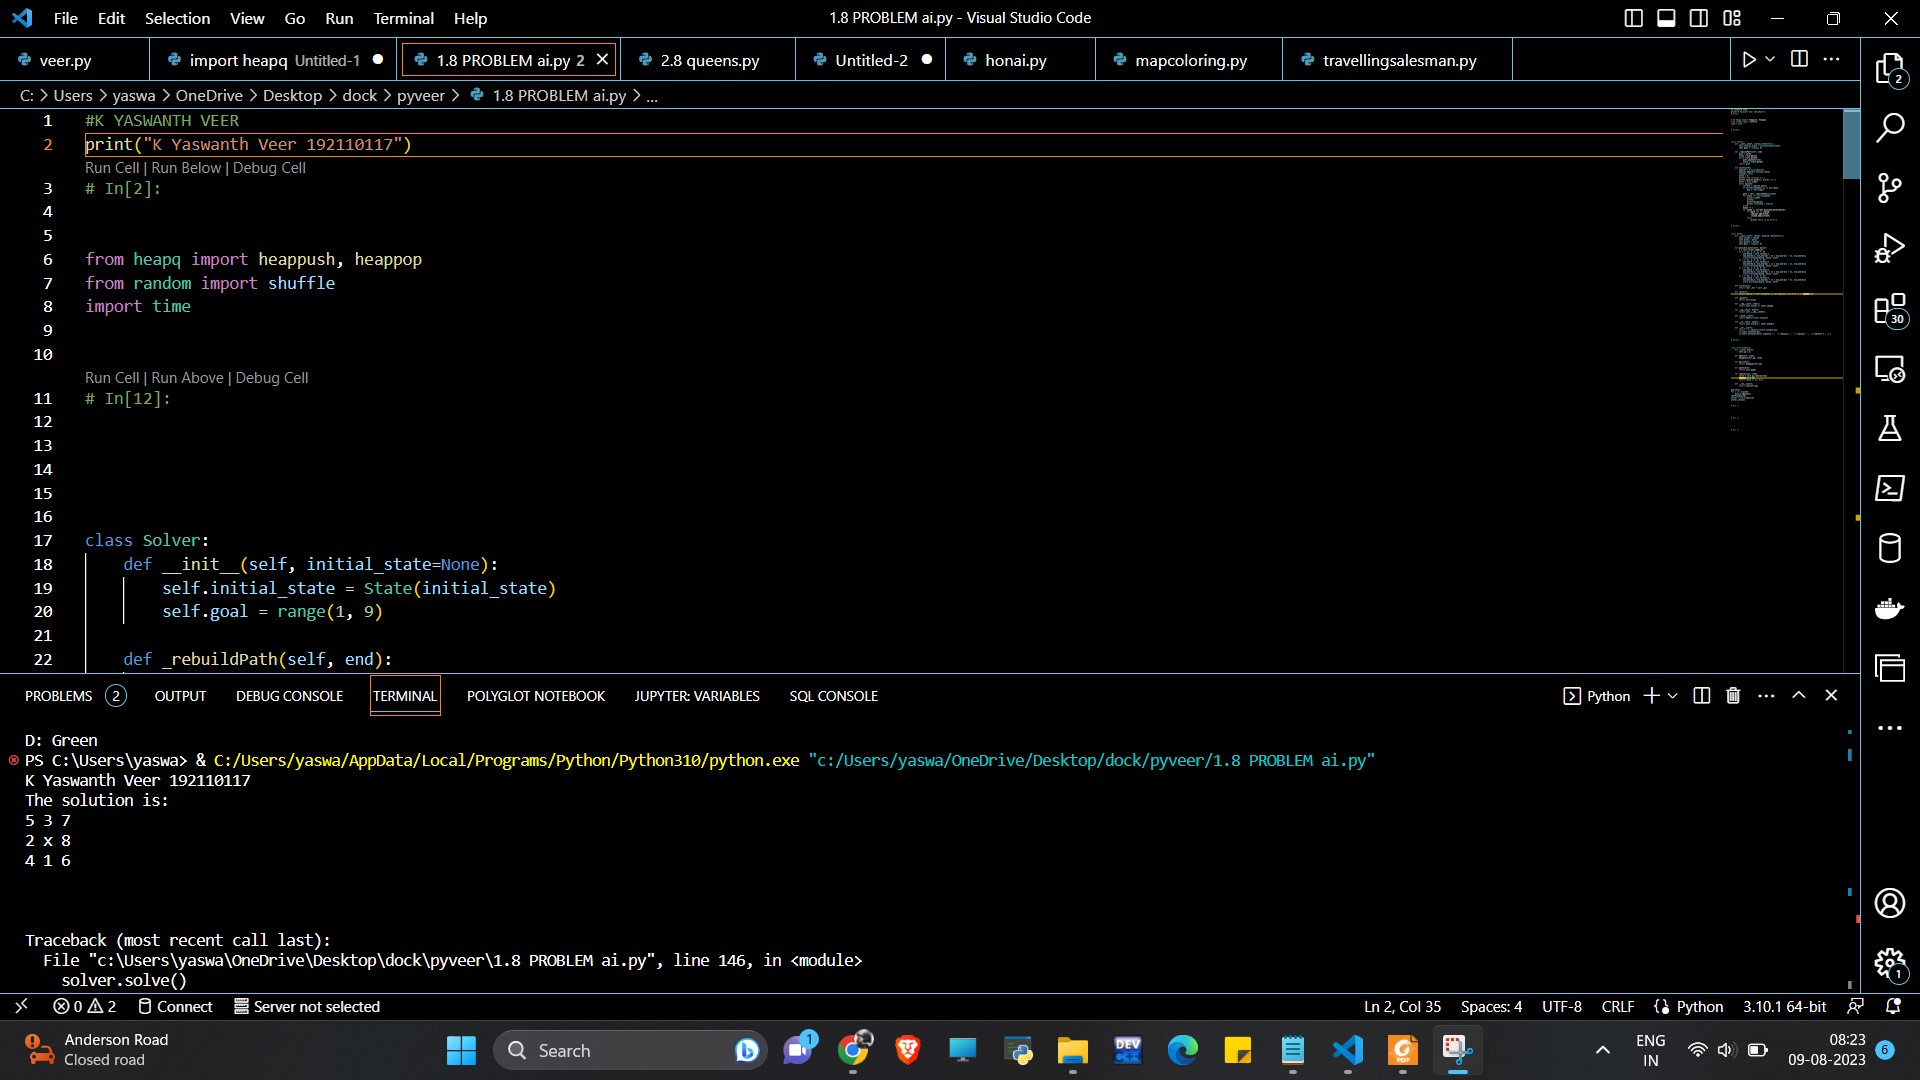 File Edit Selection View Go Run Terminal Help
1.8 PROBLEM ai.py - Visual Studio Code
veer.py
import heapq Untitled-1
1.8 PROBLEM ai.py 2
2.8 queens.py
Untitled-2
honai.py
mapcoloring.py
travellingsalesman.py
C: > Users > yaswa > OneDrive > Desktop > dock > pyveer > 1.8 PROBLEM ai.py > ...
1 #K YASWANTH VEER
2 print("K Yaswanth Veer 192110117")
Run Cell | Run Below | Debug Cell
3 # In[2]:
4
5
6 from heapq import heappush, heappop
7 from random import shuffle
8 import time
9
10
Run Cell | Run Above | Debug Cell
11 # In[12]:
12
13
14
15
16
17 class Solver:
18 def __init__(self, initial_state=None):
19 self.initial_state = State(initial_state)
20 self.goal = range(1, 9)
21
22 def _rebuildPath(self, end):
2
30
1
PROBLEMS 2 OUTPUT DEBUG CONSOLE TERMINAL POLYGLOT NOTEBOOK JUPYTER: VARIABLES SQL CONSOLE
Python
D: Green
PS C:\Users\yaswa> & C:/Users/yaswa/AppData/Local/Programs/Python/Python310/python.exe "c:/Users/yaswa/OneDrive/Desktop/dock/pyveer/1.8 PROBLEM ai.py"
K Yaswanth Veer 192110117
The solution is:
5 3 7
2 x 8
4 1 6
Traceback (most recent call last):
File "c:\Users\yaswa\OneDrive\Desktop\dock\pyveer\1.8 PROBLEM ai.py", line 146, in <module>
solver.solve()
0 2 Connect Server not selected
Ln 2, Col 35 Spaces: 4 UTF-8 CRLF Python 3.10.1 64-bit
Anderson Road
Closed road
Search
1
DEV
PDF
ENG
IN
08:23
09-08-2023
6